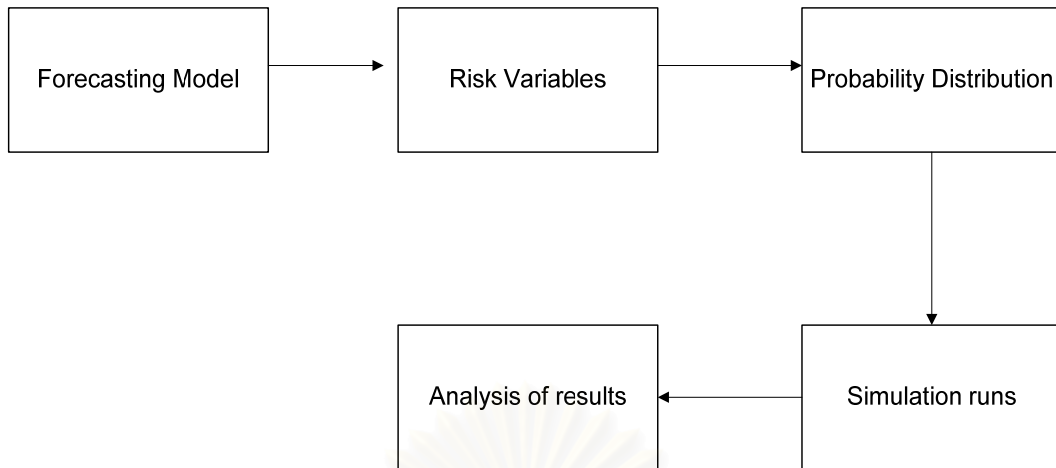 Forecasting Model
Risk Variables
Probability Distribution
Simulation runs
Analysis of results